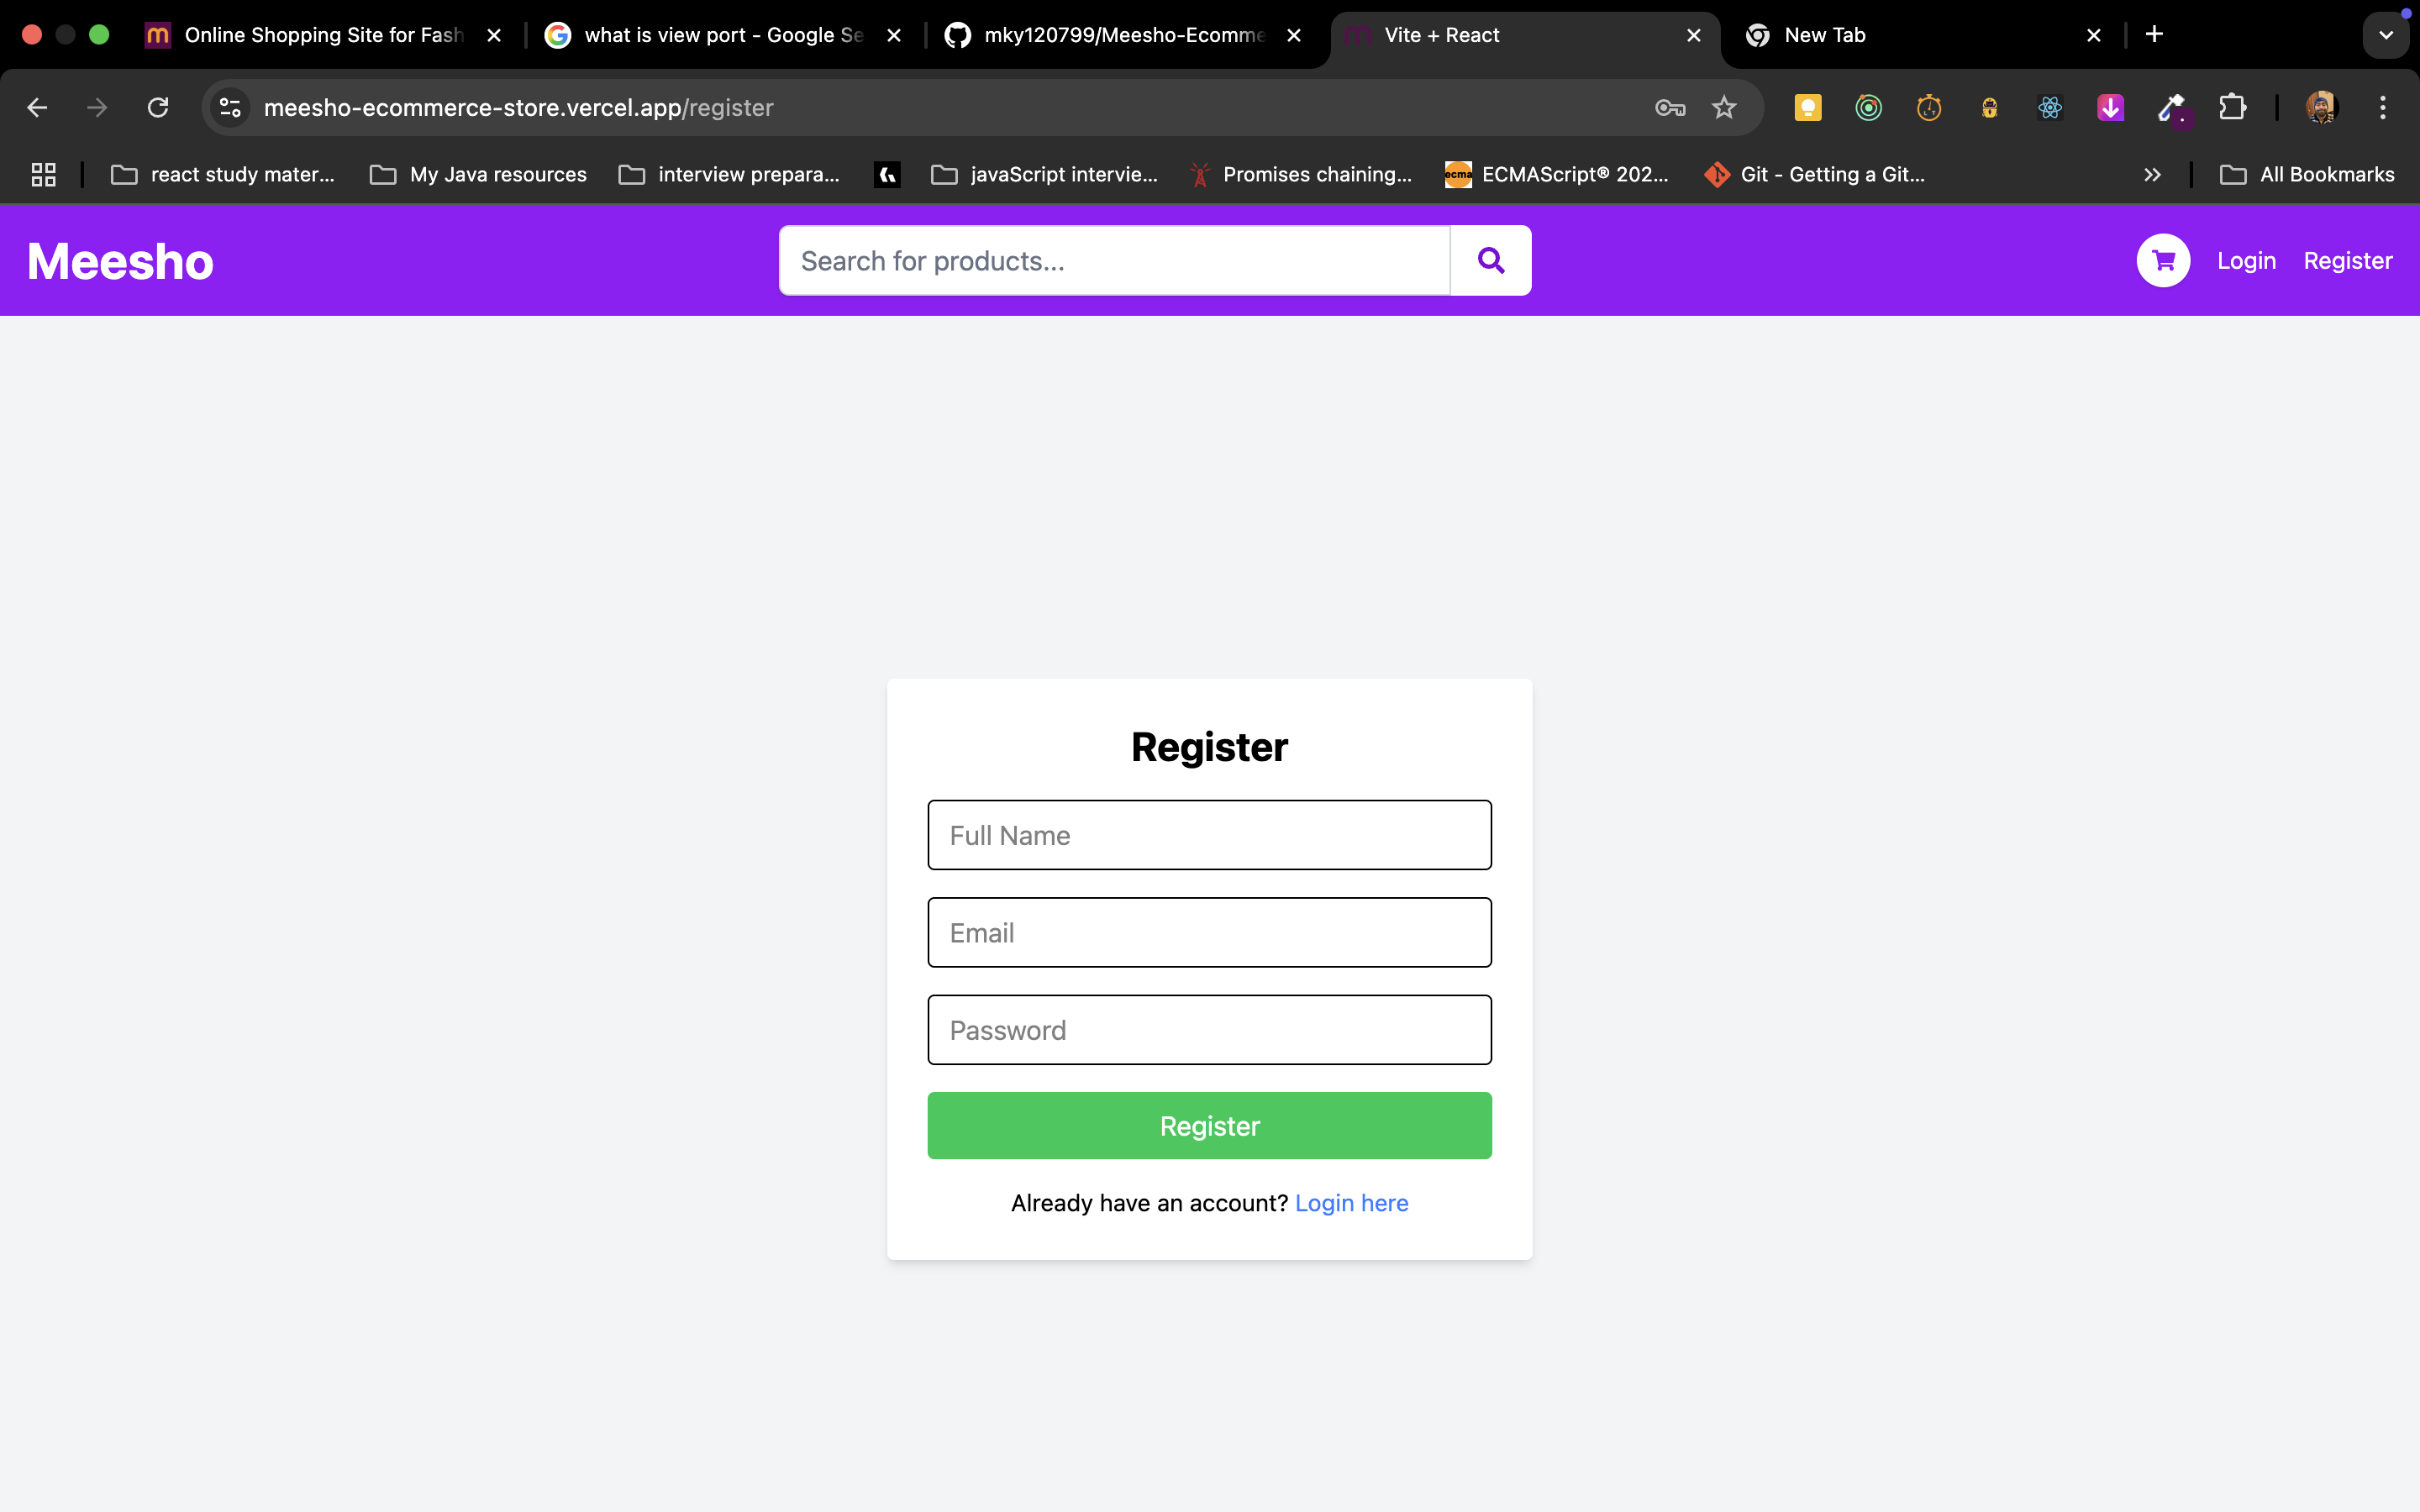 Online Shopping Site for Fash
what is view port - Google Se
mky120799/Meesho-Ecomme
Vite + React
New Tab
meesho-ecommerce-store.vercel.app/register
react study mater...
My Java resources
interview prepara...
javaScript intervie...
Promises chaining...
ecma
ECMAScript® 202...
Git - Getting a Git...
All Bookmarks
Meesho
Search for products...
Login
Register
Register
Full Name
Email
Password
Register
Already have an account? Login here